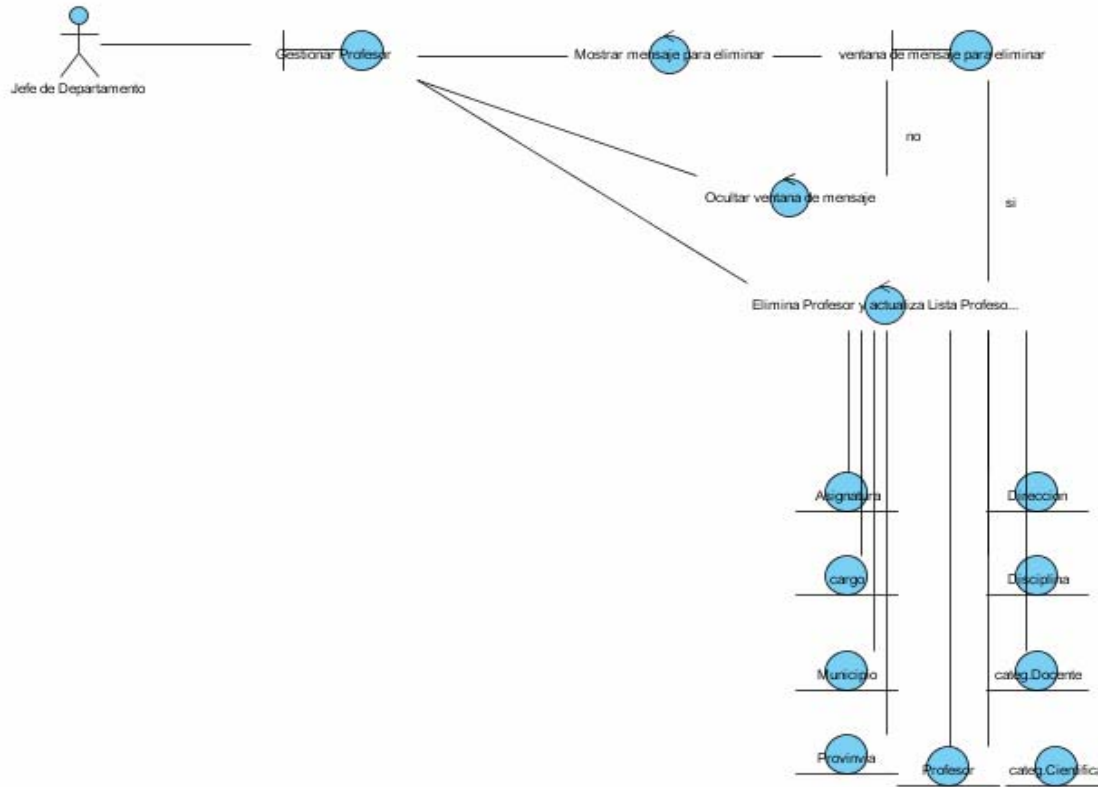 Gestionar Profesor
Mostrar mensaje para eliminar
ventana de mensaje para eliminar
Jefe de Departamento
no
Ocultar ventana de mensaje
si
Elimina Profesor y actualiza Lista Profeso...
Asignatura
Direccion
cargo
Disciplina
Municipio
categ.Docente
Provinvia
Profesor
categ.Cientifica